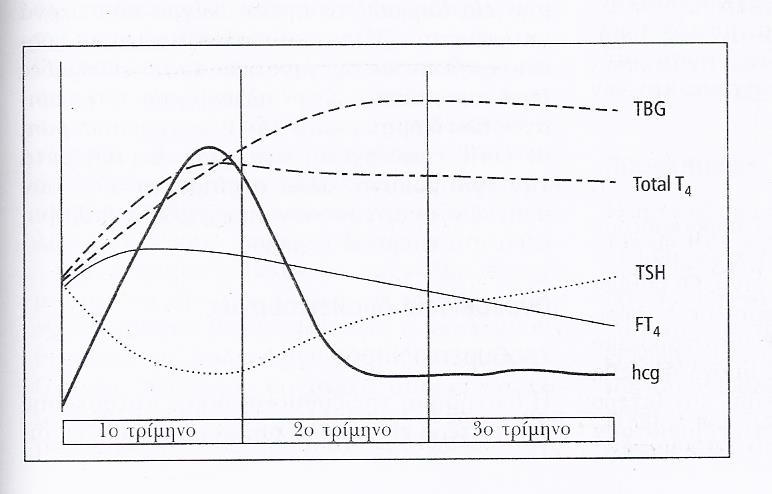 TBG
Total T₄
TSH
FT₄
hcg
1ο τρίμηνο
2ο τρίμηνο
3ο τρίμηνο